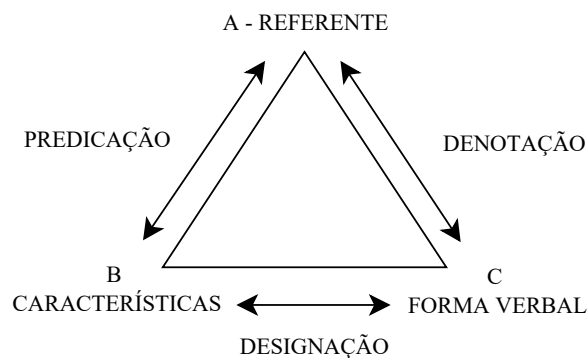 A - REFERENTE
PREDICAÇÃO
DENOTAÇÃO
B
CARACTERÍSTICAS
C
FORMA VERBAL
DESIGNAÇÃO